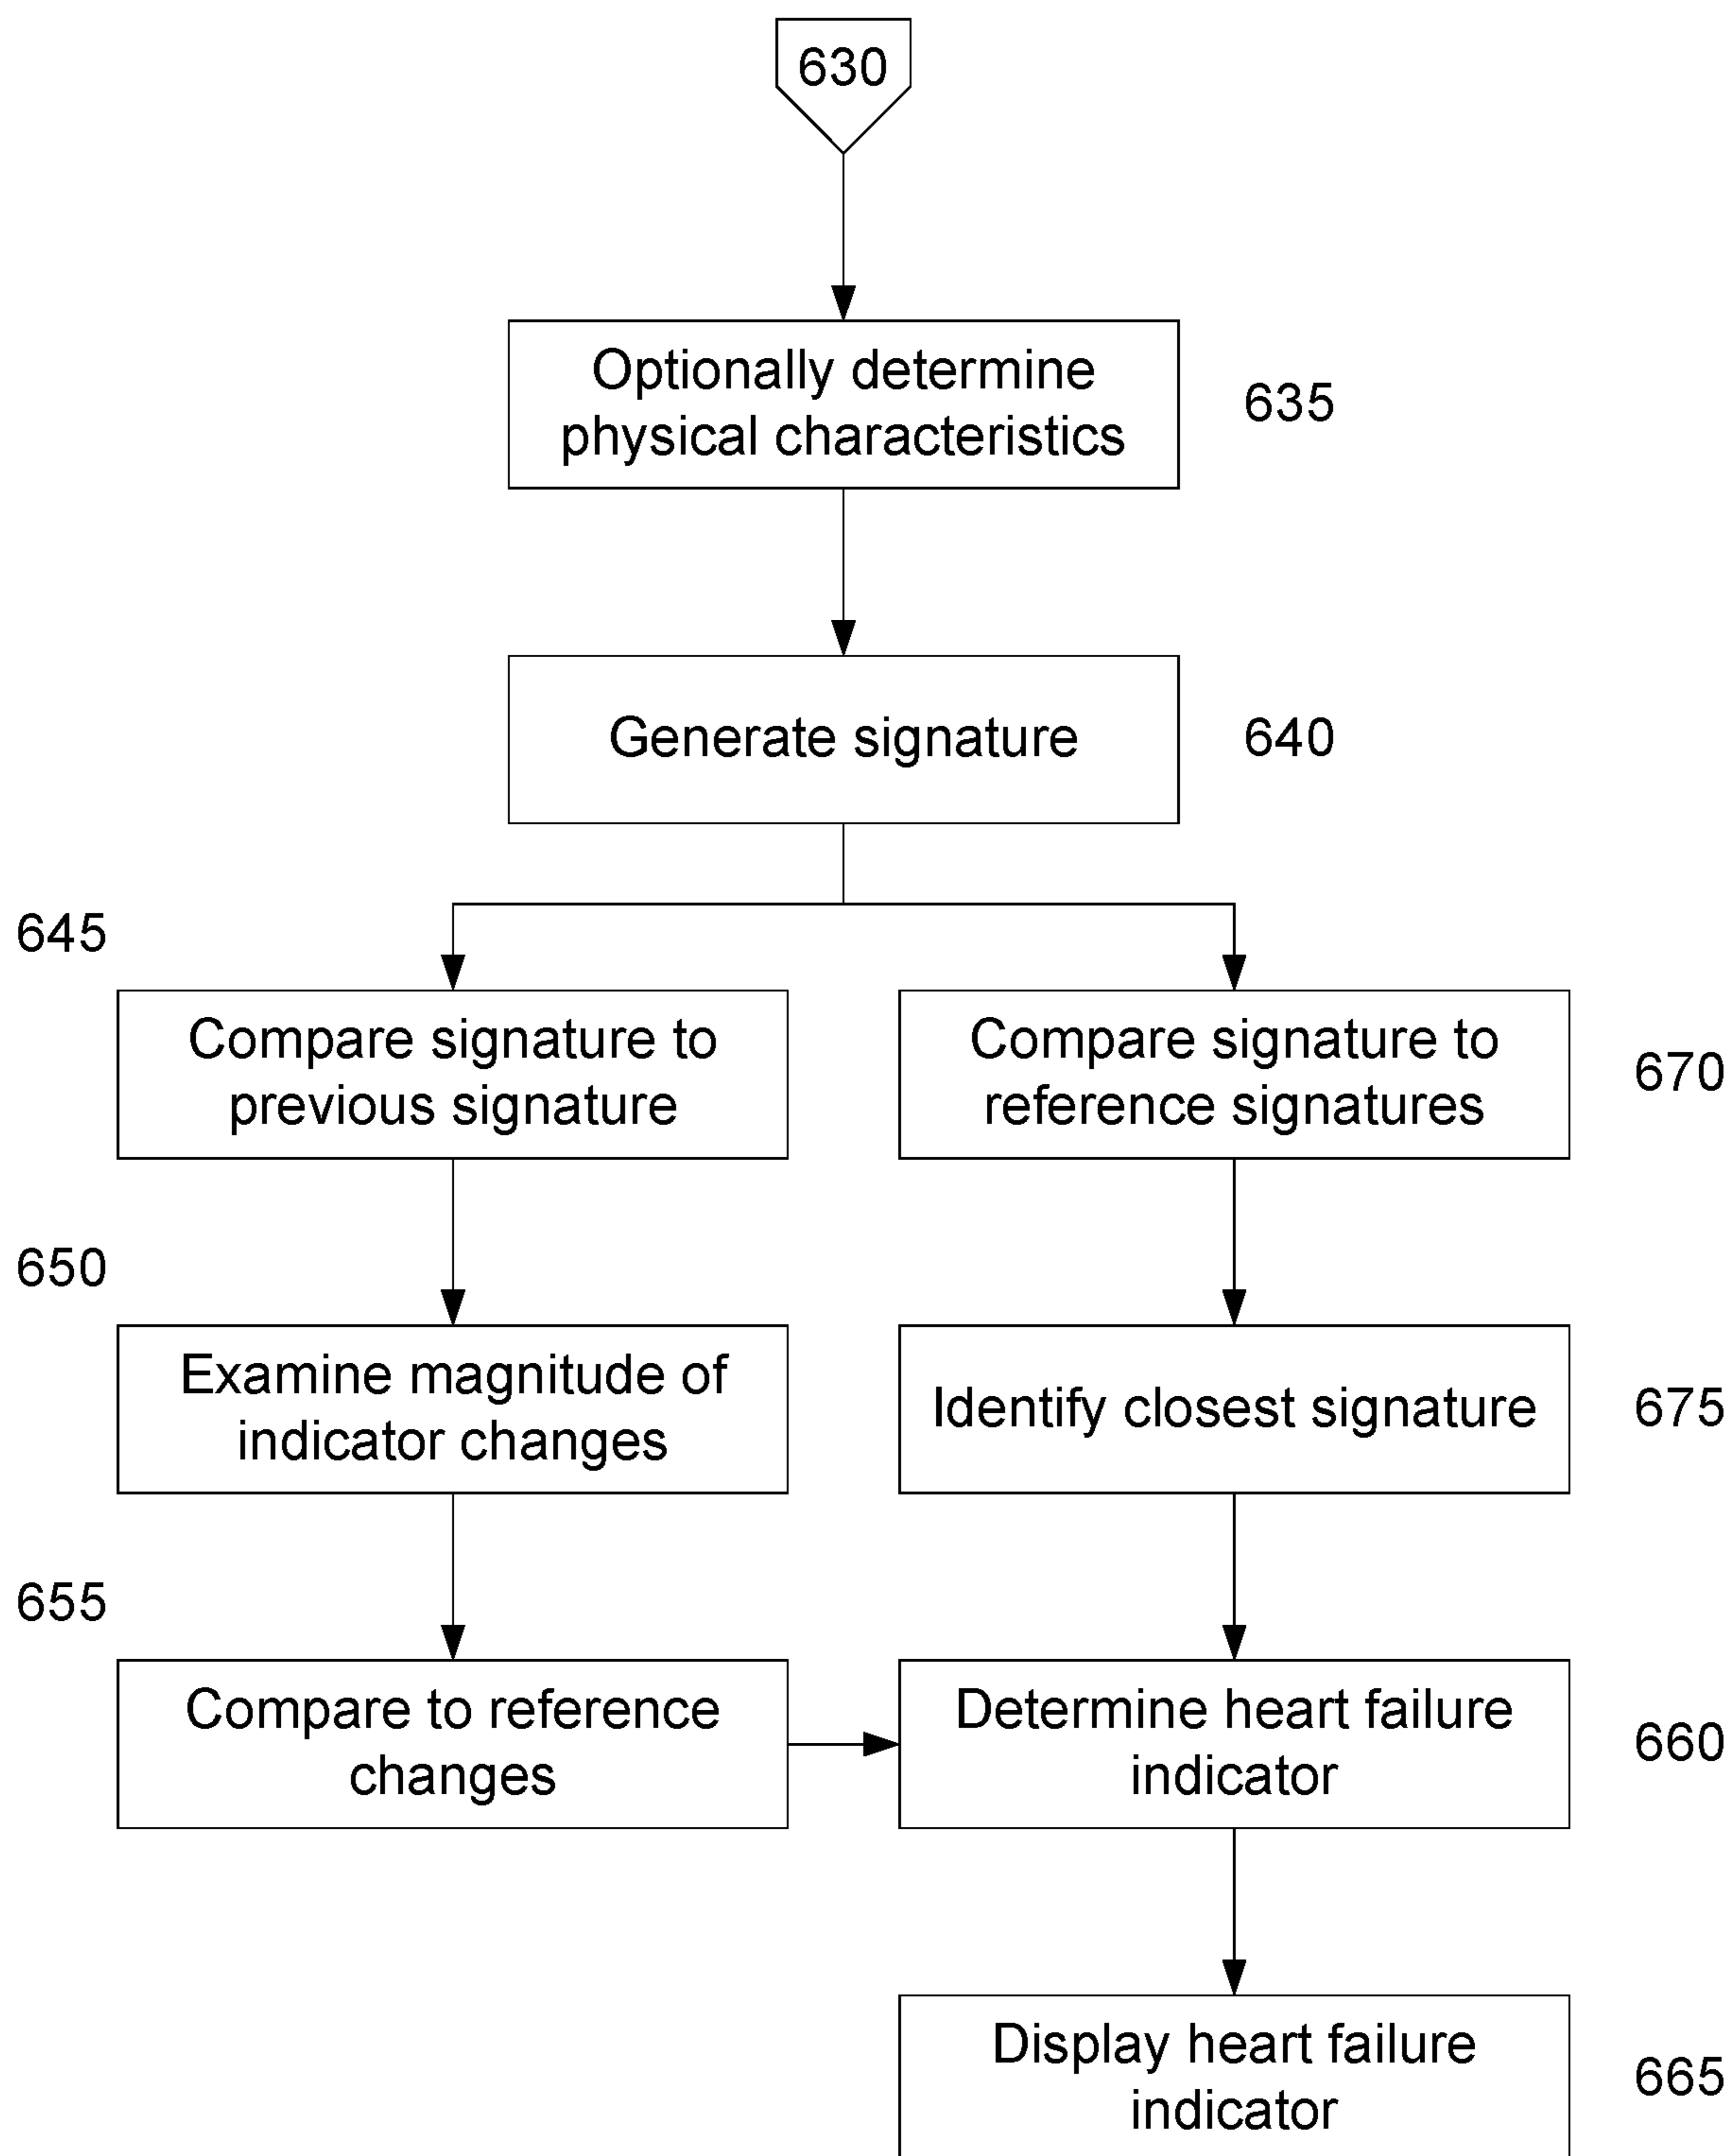 630
Optionally determine
physical characteristics
635
Generate signature
640
645
Compare signature to
previous signature
Compare signature to
reference signatures
670
650
Examine magnitude of
indicator changes
Identify closest signature
675
655
Compare to reference
changes
Determine heart failure
indicator
660
Display heart failure
indicator
665